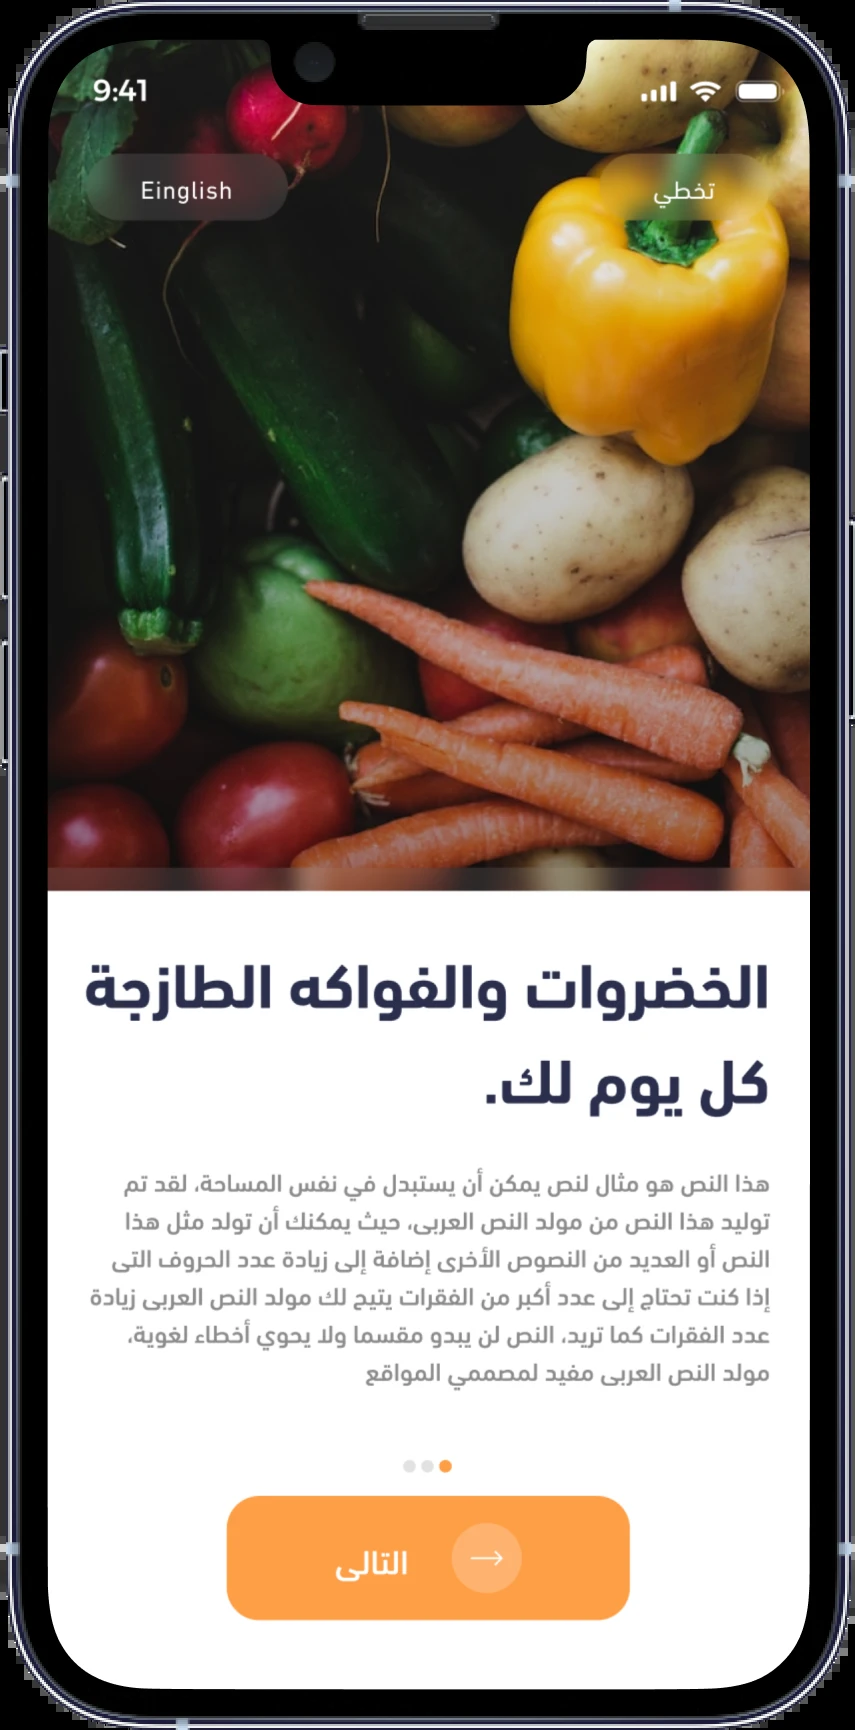 9:41
Einglish
تخطي
الخضروات والفواكه الطازجة
كل يوم لك.
هذا النص هو مثال لنص يمكن أن يستبدل في نفس المساحة، لقد تم
توليد هذا النص من مولد النص العربى، حيث يمكنك أن تولد مثل هذا
النص أو العديد من النصوص الأخرى إضافة إلى زيادة عدد الحروف التى
إذا كنت تحتاج إلى عدد أكبر من الفقرات يتيح لك مولد النص العربى زيادة
عدد الفقرات كما تريد، النص لن يبدو مقسما ولا يحوي أخطاء لغوية،
مولد النص العربى مفيد لمصممي المواقع
التالى